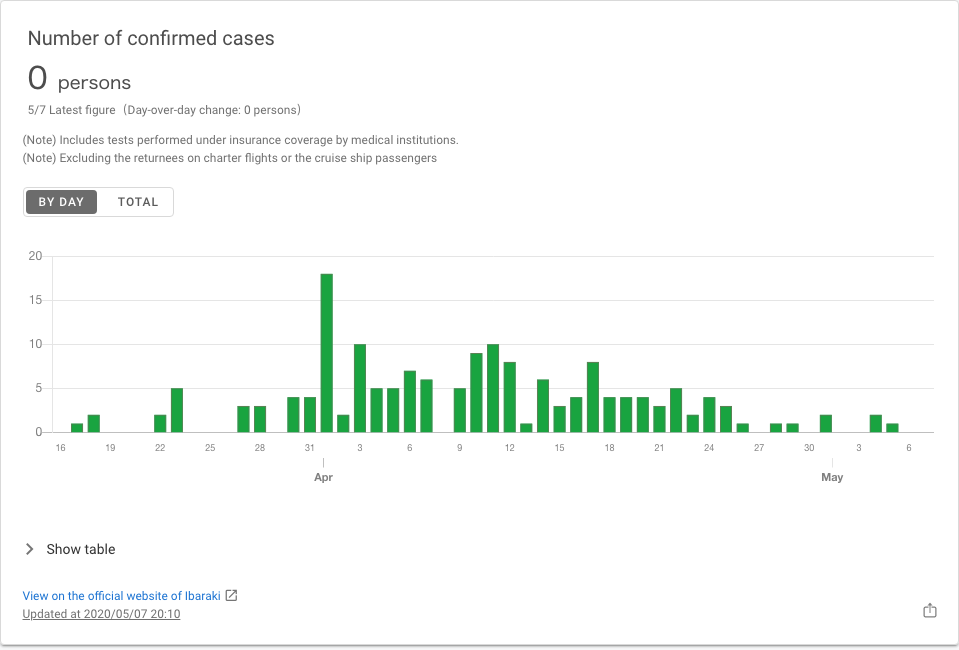 Number of confirmed cases
0 persons
5/7 Latest figure（Day-over-day change: 0 persons）
(Note) Includes tests performed under insurance coverage by medical institutions.
(Note) Excluding the returnees on charter flights or the cruise ship passengers
BY DAY TOTAL
20
15
10
5
0
16 19 22 25 28 31 3 6 9 12 15 18 21 24 27 30 3 6
Apr May
Show table
View on the official website of Ibaraki
Updated at 2020/05/07 20:10